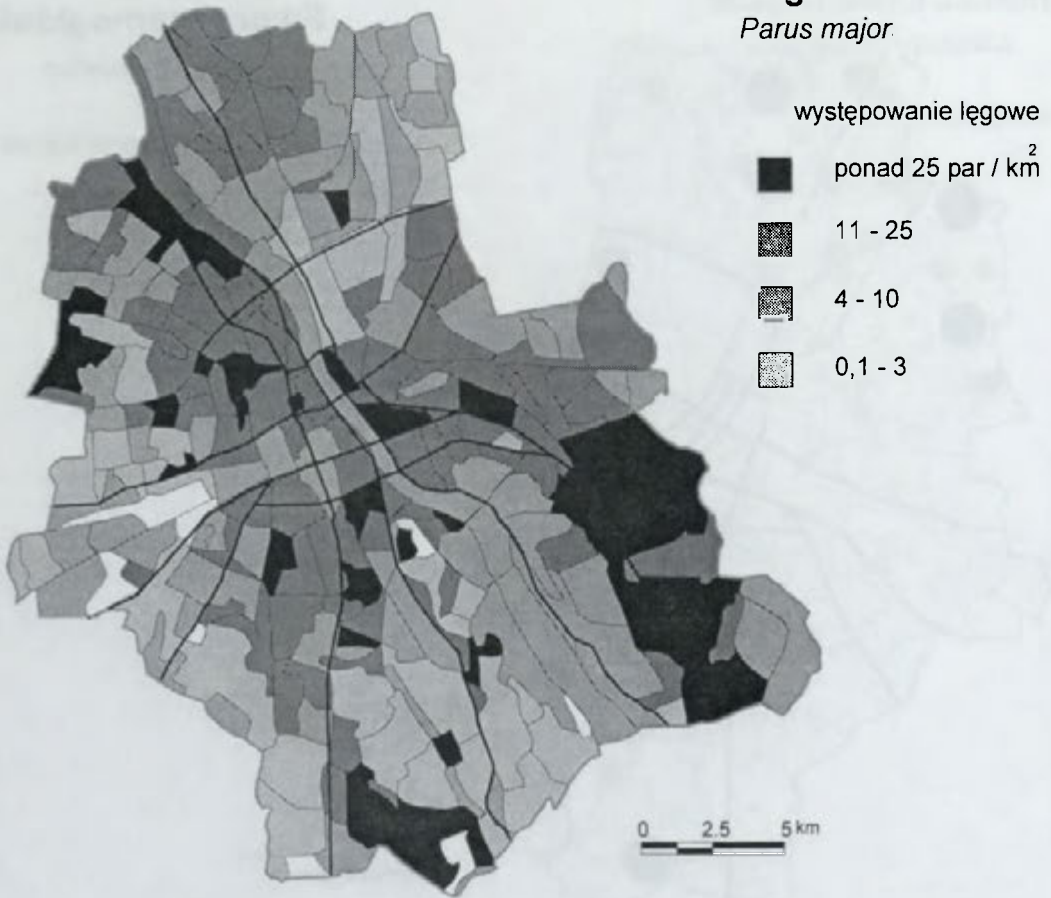 Parus major
występowanie lęgowe
ponad 25 par / km²
11 - 25
4 - 10
0,1 - 3
0 2.5 5 km